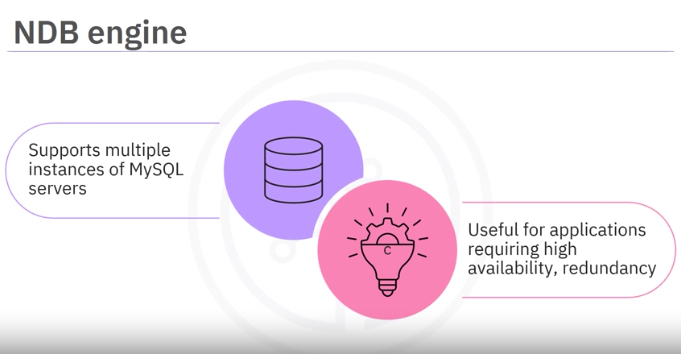 NDB engine
Supports multiple
instances of MySQL
servers
C
Useful for applications
requiring high
availability, redundancy